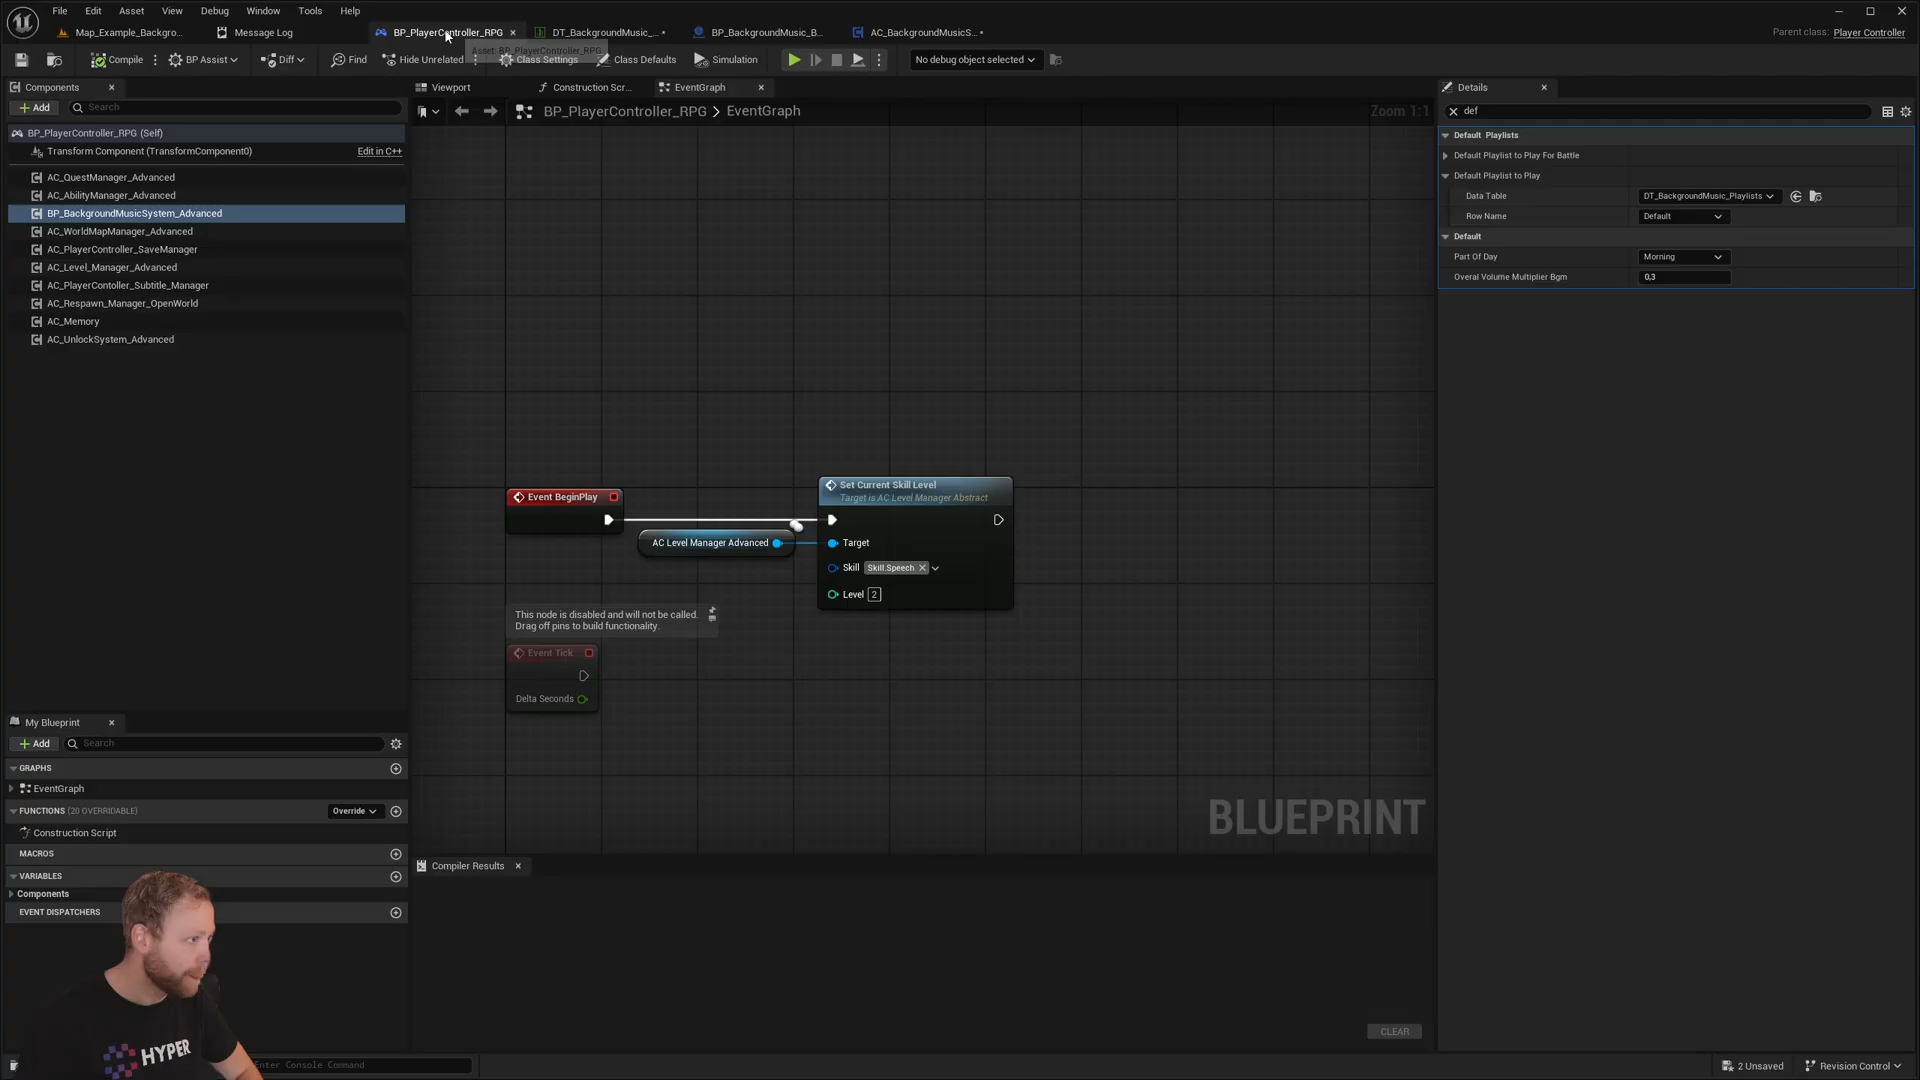 File Edit Asset View Debug Window Tools Help
Map_Example_Backgro... Message Log BP_PlayerController_RPG DT_BackgroundMusic_... • BP_BackgroundMusic_B... AC_BackgroundMusicS... •
Parent class: Player Controller
Asset: BP_PlayerController_RPG
Compile BP Assist Diff Find Hide Unrelated Class Settings Class Defaults Simulation No debug object selected
Components
Add Search
BP_PlayerController_RPG (Self)
Transform Component (TransformComponent0) Edit in C++
AC_QuestManager_Advanced
AC_AbilityManager_Advanced
BP_BackgroundMusicSystem_Advanced
AC_WorldMapManager_Advanced
AC_PlayerController_SaveManager
AC_Level_Manager_Advanced
AC_PlayerContoller_Subtitle_Manager
AC_Respawn_Manager_OpenWorld
AC_Memory
AC_UnlockSystem_Advanced
My Blueprint
Add Search
GRAPHS
EventGraph
FUNCTIONS (20 OVERRIDABLE) Override
Construction Script
MACROS
VARIABLES
Components
EVENT DISPATCHERS
HYPER
Enter Console Command
Viewport Construction Scr... EventGraph
BP_PlayerController_RPG > EventGraph Zoom 1:1
Event BeginPlay
AC Level Manager Advanced
Set Current Skill Level
Target is AC Level Manager Abstract
Target
Skill Skill.Speech
Level 2
This node is disabled and will not be called.
Drag off pins to build functionality.
Event Tick
Delta Seconds
BLUEPRINT
Compiler Results
CLEAR
Details
def
Default Playlists
Default Playlist to Play For Battle
Default Playlist to Play
Data Table DT_BackgroundMusic_Playlists
Row Name Default
Default
Part Of Day Morning
Overal Volume Multiplier Bgm 0,3
2 Unsaved Revision Control